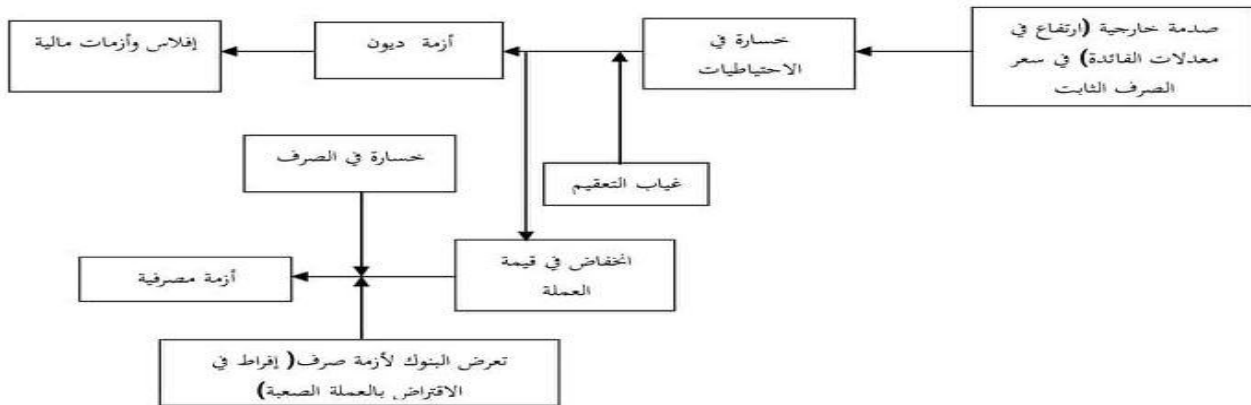 صدمة خارجية (ارتفاع في
معدلات الفائدة) في سعر
الصرف الثابت
خسارة في
الاحتياطيات
أزمة ديون
إفلاس وأزمات مالية
خسارة في الصرف
غياب التعقيم
انخفاض في قيمة
العملة
أزمة مصرفية
تعرض البنوك لأزمة صرف( إفراط في
الاقتراض بالعملة الصعبة)